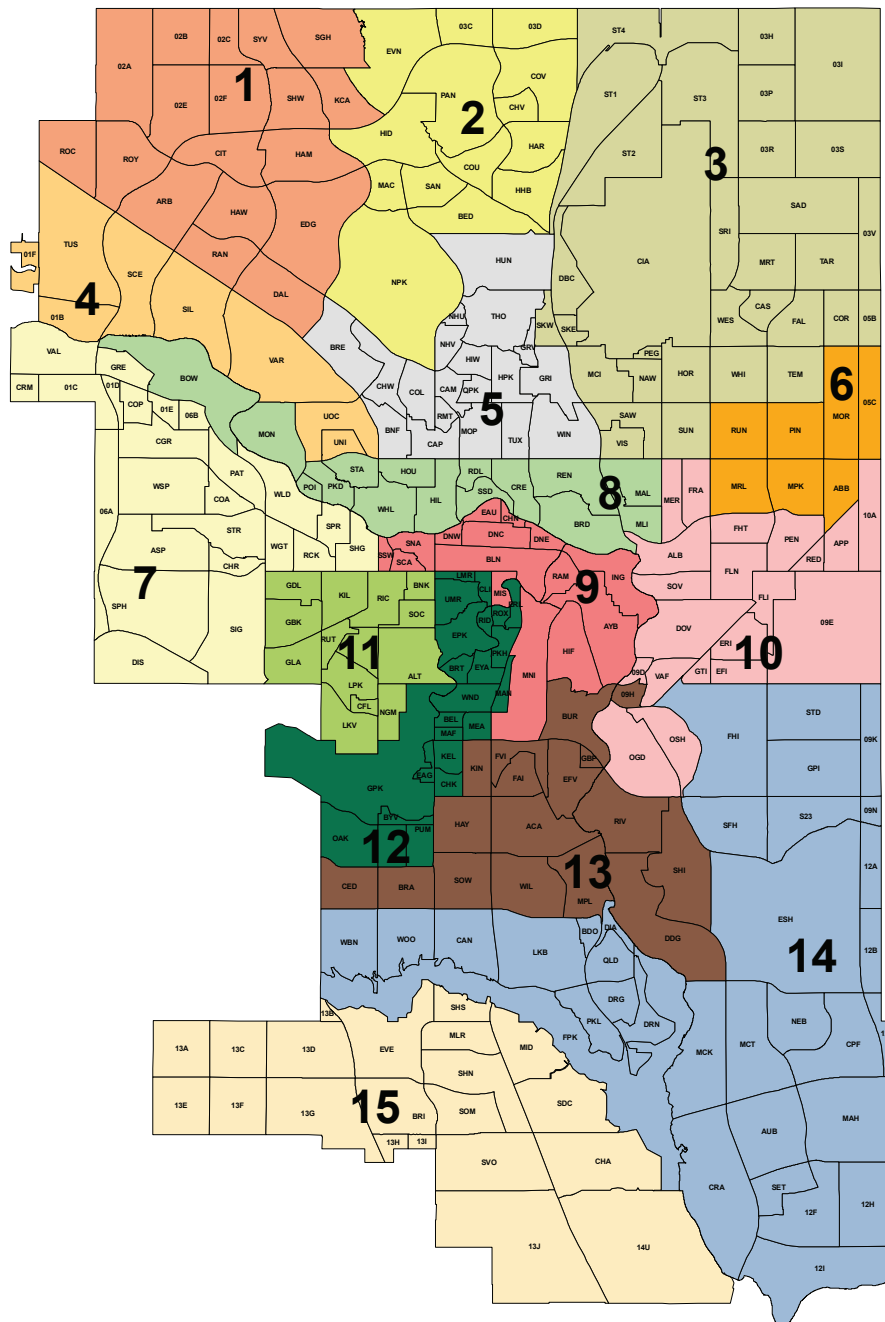 03C
03D
ST4
02B
02C
SYV
SGH
03H
EVN
02A
PAN
COV
03I
1
2
02E
02F
SHW
KCA
CHV
ST1
ST3
03P
HID
ROC
ROY
CIT
HAM
HAR
ST2
03R
03S
3
COU
MAC
SAN
HHB
ARB
HAW
EDG
BED
SAD
SRI
03V
TUS
SCE
RAN
HUN
CIA
MRT
TAR
01F
DBC
NPK
4
DAL
01B
SIL
NHU
THO
SKW
SKE
WES
CAS
FAL
COR
05B
VAL
VAR
BRE
NHV
GRV
HIW
PEG
GRE
BOW
CHW
COL
CAM
QPK
HPK
GRI
MCI
NAW
HOR
WHI
TEM
6
05C
CRM
01C
01D
COP
01E
06B
UOC
RMT
5
MOR
MON
UNI
BNF
CAP
MOP
TUX
WIN
SAW
VIS
SUN
RUN
PIN
CGR
PAT
WSP
COA
WLD
STA
POI
PKD
HOU
RDL
REN
SSD
CRE
WHL
HIL
8
MAL
MER
FRA
MRL
MPK
ABB
10A
06A
STR
SPR
EAU
CHN
BRD
MLI
FHT
PEN
APP
ASP
WGT
RCK
SHG
SSW
SNA
SCA
DNW
DNC
DNE
BLN
ALB
RED
CHR
FLN
7
GDL
KIL
RIC
BNK
LMR
CLI
UMR
MIS
ERL
RAM
9
ING
SOV
FLI
09E
SPH
GBK
SOC
RID
ROX
AYB
DOV
SIG
RUT
EPK
PKH
HIF
ERI
10
DIS
GLA
11
ALT
BRT
EYA
MNI
09D
VAF
GTI
EFI
LPK
CFL
NGM
WND
MAN
09H
LKV
BEL
MAF
MEA
BUR
STD
FHI
09K
OSH
OGD
KEL
KIN
FVI
FAI
GBP
EFV
GPI
GPK
EAG
CHK
BYV
PUM
HAY
ACA
RIV
SFH
S23
09N
OAK
12
SHI
12A
CED
BRA
SOW
WIL
13
MPL
ESH
WBN
WOO
CAN
LKB
BDO
DIA
QLD
DDG
14
12B
13B
SHS
DRG
PKL
DRN
FPK
NEB
MCK
MCT
CPF
13A
13C
13D
EVE
MLR
MID
SHN
13E
13F
13G
15
BRI
SOM
SDC
MAH
AUB
13H
13I
SVO
CHA
CRA
SET
12F
12H
13J
14U
12I